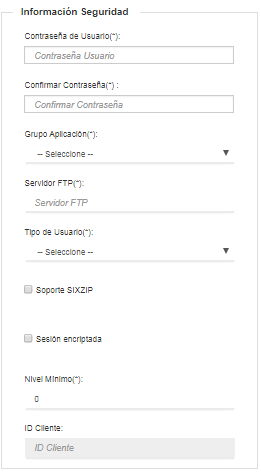 Información Seguridad
Contraseña de Usuario(*):
Contraseña Usuario
Confirmar Contraseña(*) :
Confirmar Contraseña
Grupo Aplicación(*):
-- Seleccione --
Servidor FTP(*):
Servidor FTP
Tipo de Usuario(*):
-- Seleccione --
Soporte SIXZIP
Sesión encriptada
Nivel Mínimo(*):
0
ID Cliente:
ID Cliente